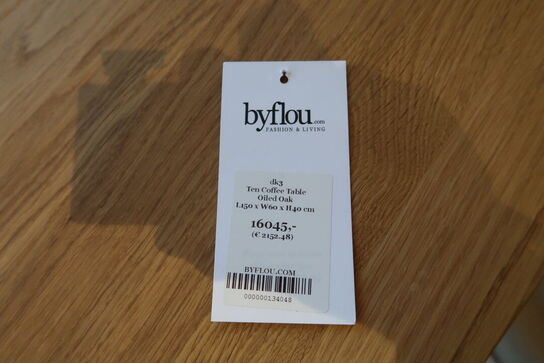 byflou.com
FASHION & LIVING
dk3
Ten Coffee Table
Oiled Oak
L150 x W60 x H40 cm
16045,-
(€ 2152.48)
BYFLOU.COM
000000134048